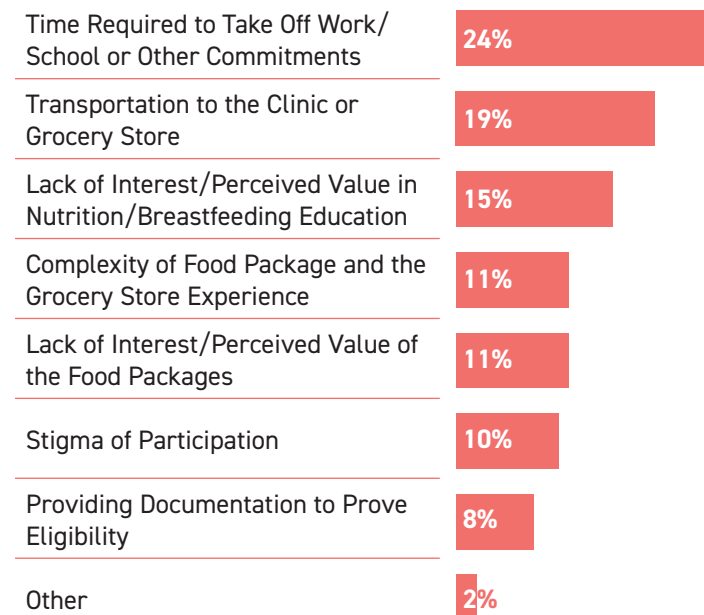 Time Required to Take Off Work/
School or Other Commitments
24%
Transportation to the Clinic or
Grocery Store
19%
Lack of Interest/Perceived Value in
Nutrition/Breastfeeding Education
15%
Complexity of Food Package and the
Grocery Store Experience
11%
Lack of Interest/Perceived Value of
the Food Packages
11%
Stigma of Participation
10%
Providing Documentation to Prove
Eligibility
8%
Other
2%